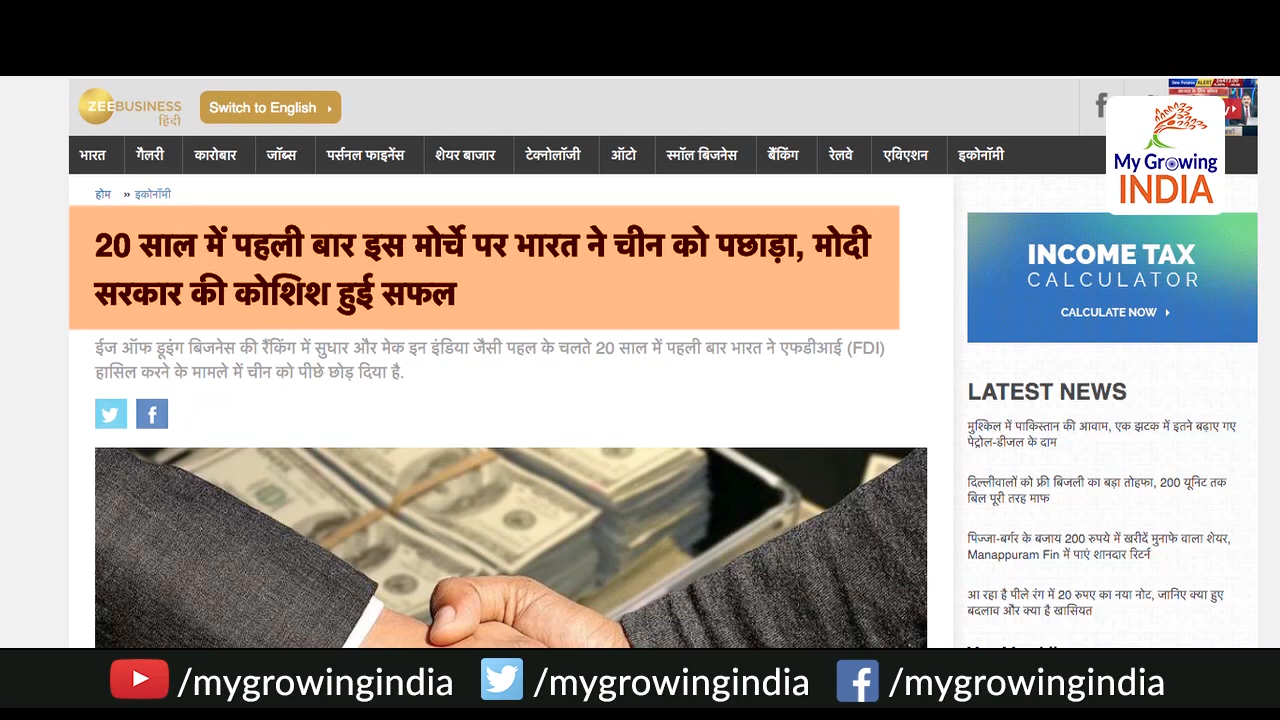 ZEEBUSINESS
हिंदी
Switch to English
My Growing
INDIA
भारत गैलरी कारोबार जॉब्स पर्सनल फाइनेंस शेयर बाजार टेक्नोलॉजी ऑटो स्मॉल बिजनेस बैंकिंग रेलवे एविएशन इकोनॉमी
होम » इकोनॉमी
20 साल में पहली बार इस मोर्चे पर भारत ने चीन को पछाड़ा, मोदी
सरकार की कोशिश हुई सफल
ईज ऑफ डूइंग बिजनेस की रैंकिंग में सुधार और मेक इन इंडिया जैसी पहल के चलते 20 साल में पहली बार भारत ने एफडीआई (FDI)
हासिल करने के मामले में चीन को पीछे छोड़ दिया है.
INCOME TAX
CALCULATOR
CALCULATE NOW
LATEST NEWS
मुश्किल में पाकिस्तान की आवाम, एक झटक में इतने बढ़ाए गए
पेट्रोल-डीजल के दाम
दिल्लीवालों को फ्री बिजली का बड़ा तोहफा, 200 यूनिट तक
बिल पूरी तरह माफ
पिज्जा-बर्गर के बजाय 200 रुपये में खरीदें मुनाफे वाला शेयर,
Manappuram Fin में पाएं शानदार रिटर्न
आ रहा है पीले रंग में 20 रुपए का नया नोट, जानिए क्या हुए
बदलाव और क्या है खासियत
/mygrowingindia /mygrowingindia /mygrowingindia